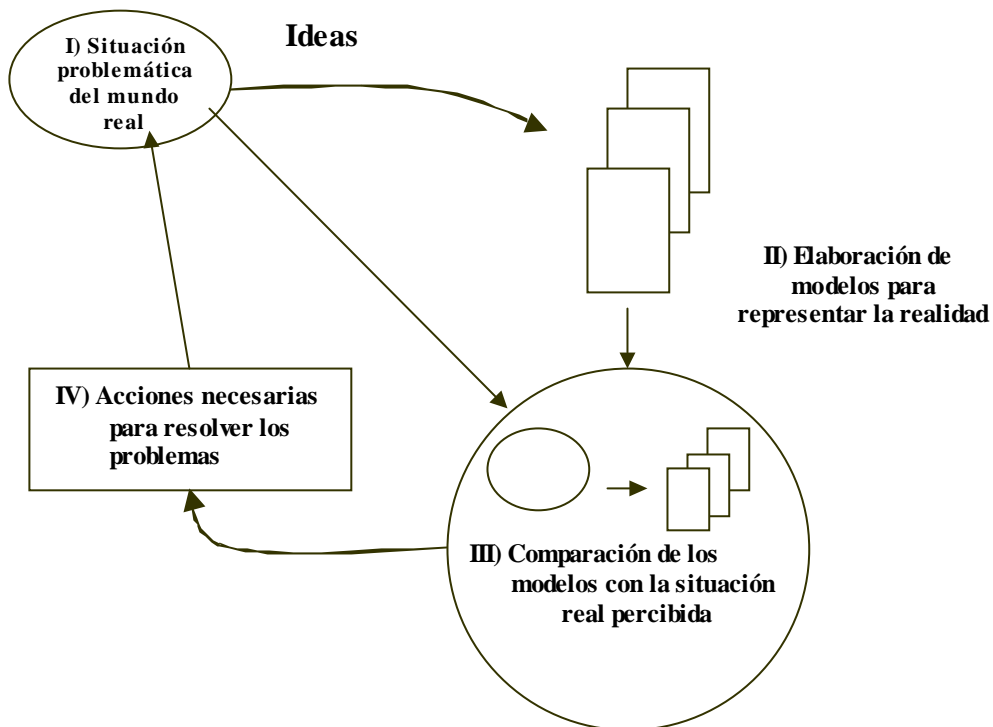 I) Situación
problemática
del mundo
real
Ideas
II) Elaboración de
modelos para
representar la realidad
IV) Acciones necesarias
para resolver los
problemas
III) Comparación de los
modelos con la situación
real percibida